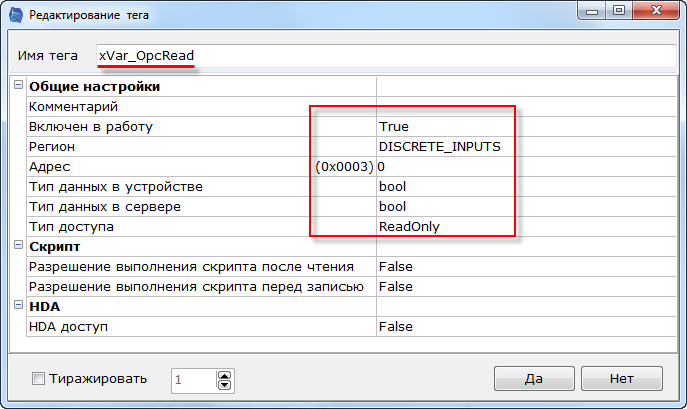 Редактирование тега
Имя тега xVar_OpcRead
Общие настройки
Комментарий
Включен в работу True
Регион DISCRETE_INPUTS
Адрес (0x0003) 0
Тип данных в устройстве bool
Тип данных в сервере bool
Тип доступа ReadOnly
Скрипт
Разрешение выполнения скрипта после чтения False
Разрешение выполнения скрипта перед записью False
HDA
HDA доступ False
Тиражировать 1 Да Нет